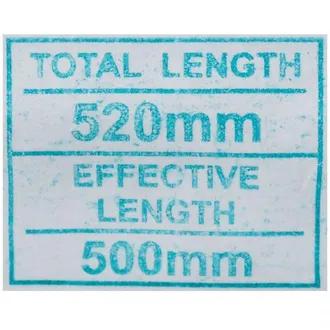 TOTAL LENGTH
520mm
EFFECTIVE
LENGTH
500mm